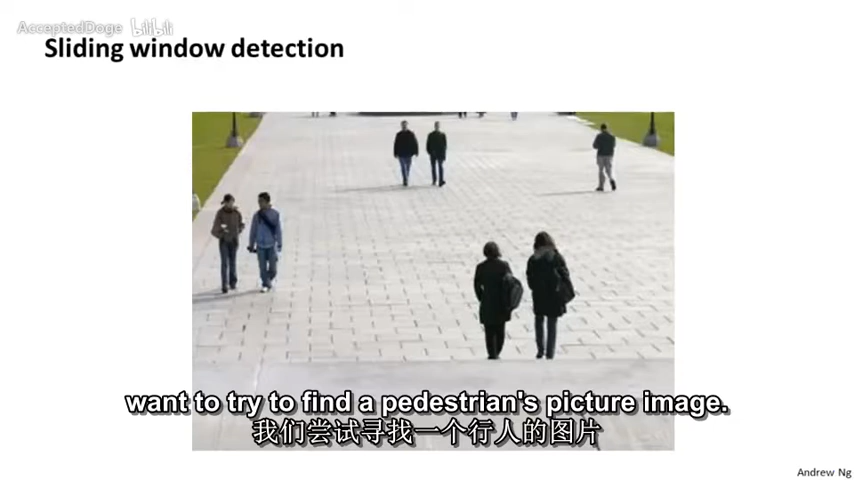 AcceptedDoge bilibili
Sliding window detection
want to try to find a pedestrian's picture image.
我们尝试寻找一个行人的图片
Andrew Ng